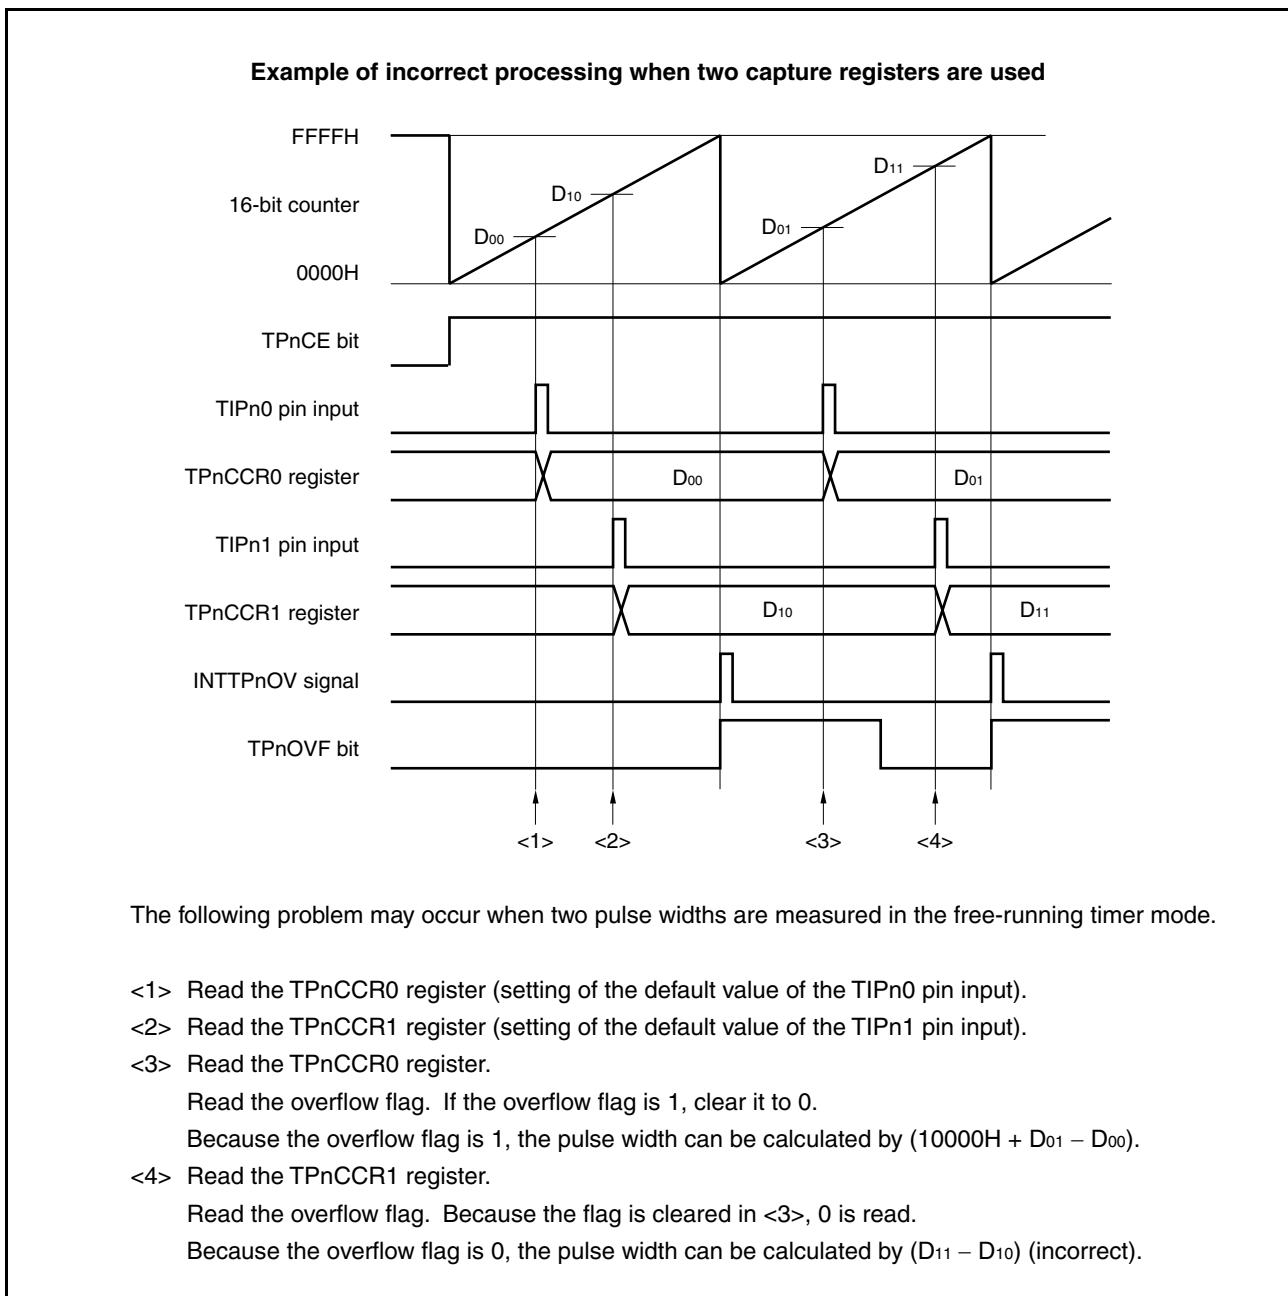 Example of incorrect processing when two capture registers are used
FFFFH
D11
D10
16-bit counter
D01
D00
0000H
TPnCE bit
TIPn0 pin input
TPnCCR0 register
D00
D01
TIPn1 pin input
TPnCCR1 register
D10
D11
INTTPnOV signal
TPnOVF bit
<1> <2> <3> <4>
The following problem may occur when two pulse widths are measured in the free-running timer mode.
<1> Read the TPnCCR0 register (setting of the default value of the TIPn0 pin input).
<2> Read the TPnCCR1 register (setting of the default value of the TIPn1 pin input).
<3> Read the TPnCCR0 register.
Read the overflow flag. If the overflow flag is 1, clear it to 0.
Because the overflow flag is 1, the pulse width can be calculated by (10000H + D01 − D00).
<4> Read the TPnCCR1 register.
Read the overflow flag. Because the flag is cleared in <3>, 0 is read.
Because the overflow flag is 0, the pulse width can be calculated by (D11 − D10) (incorrect).